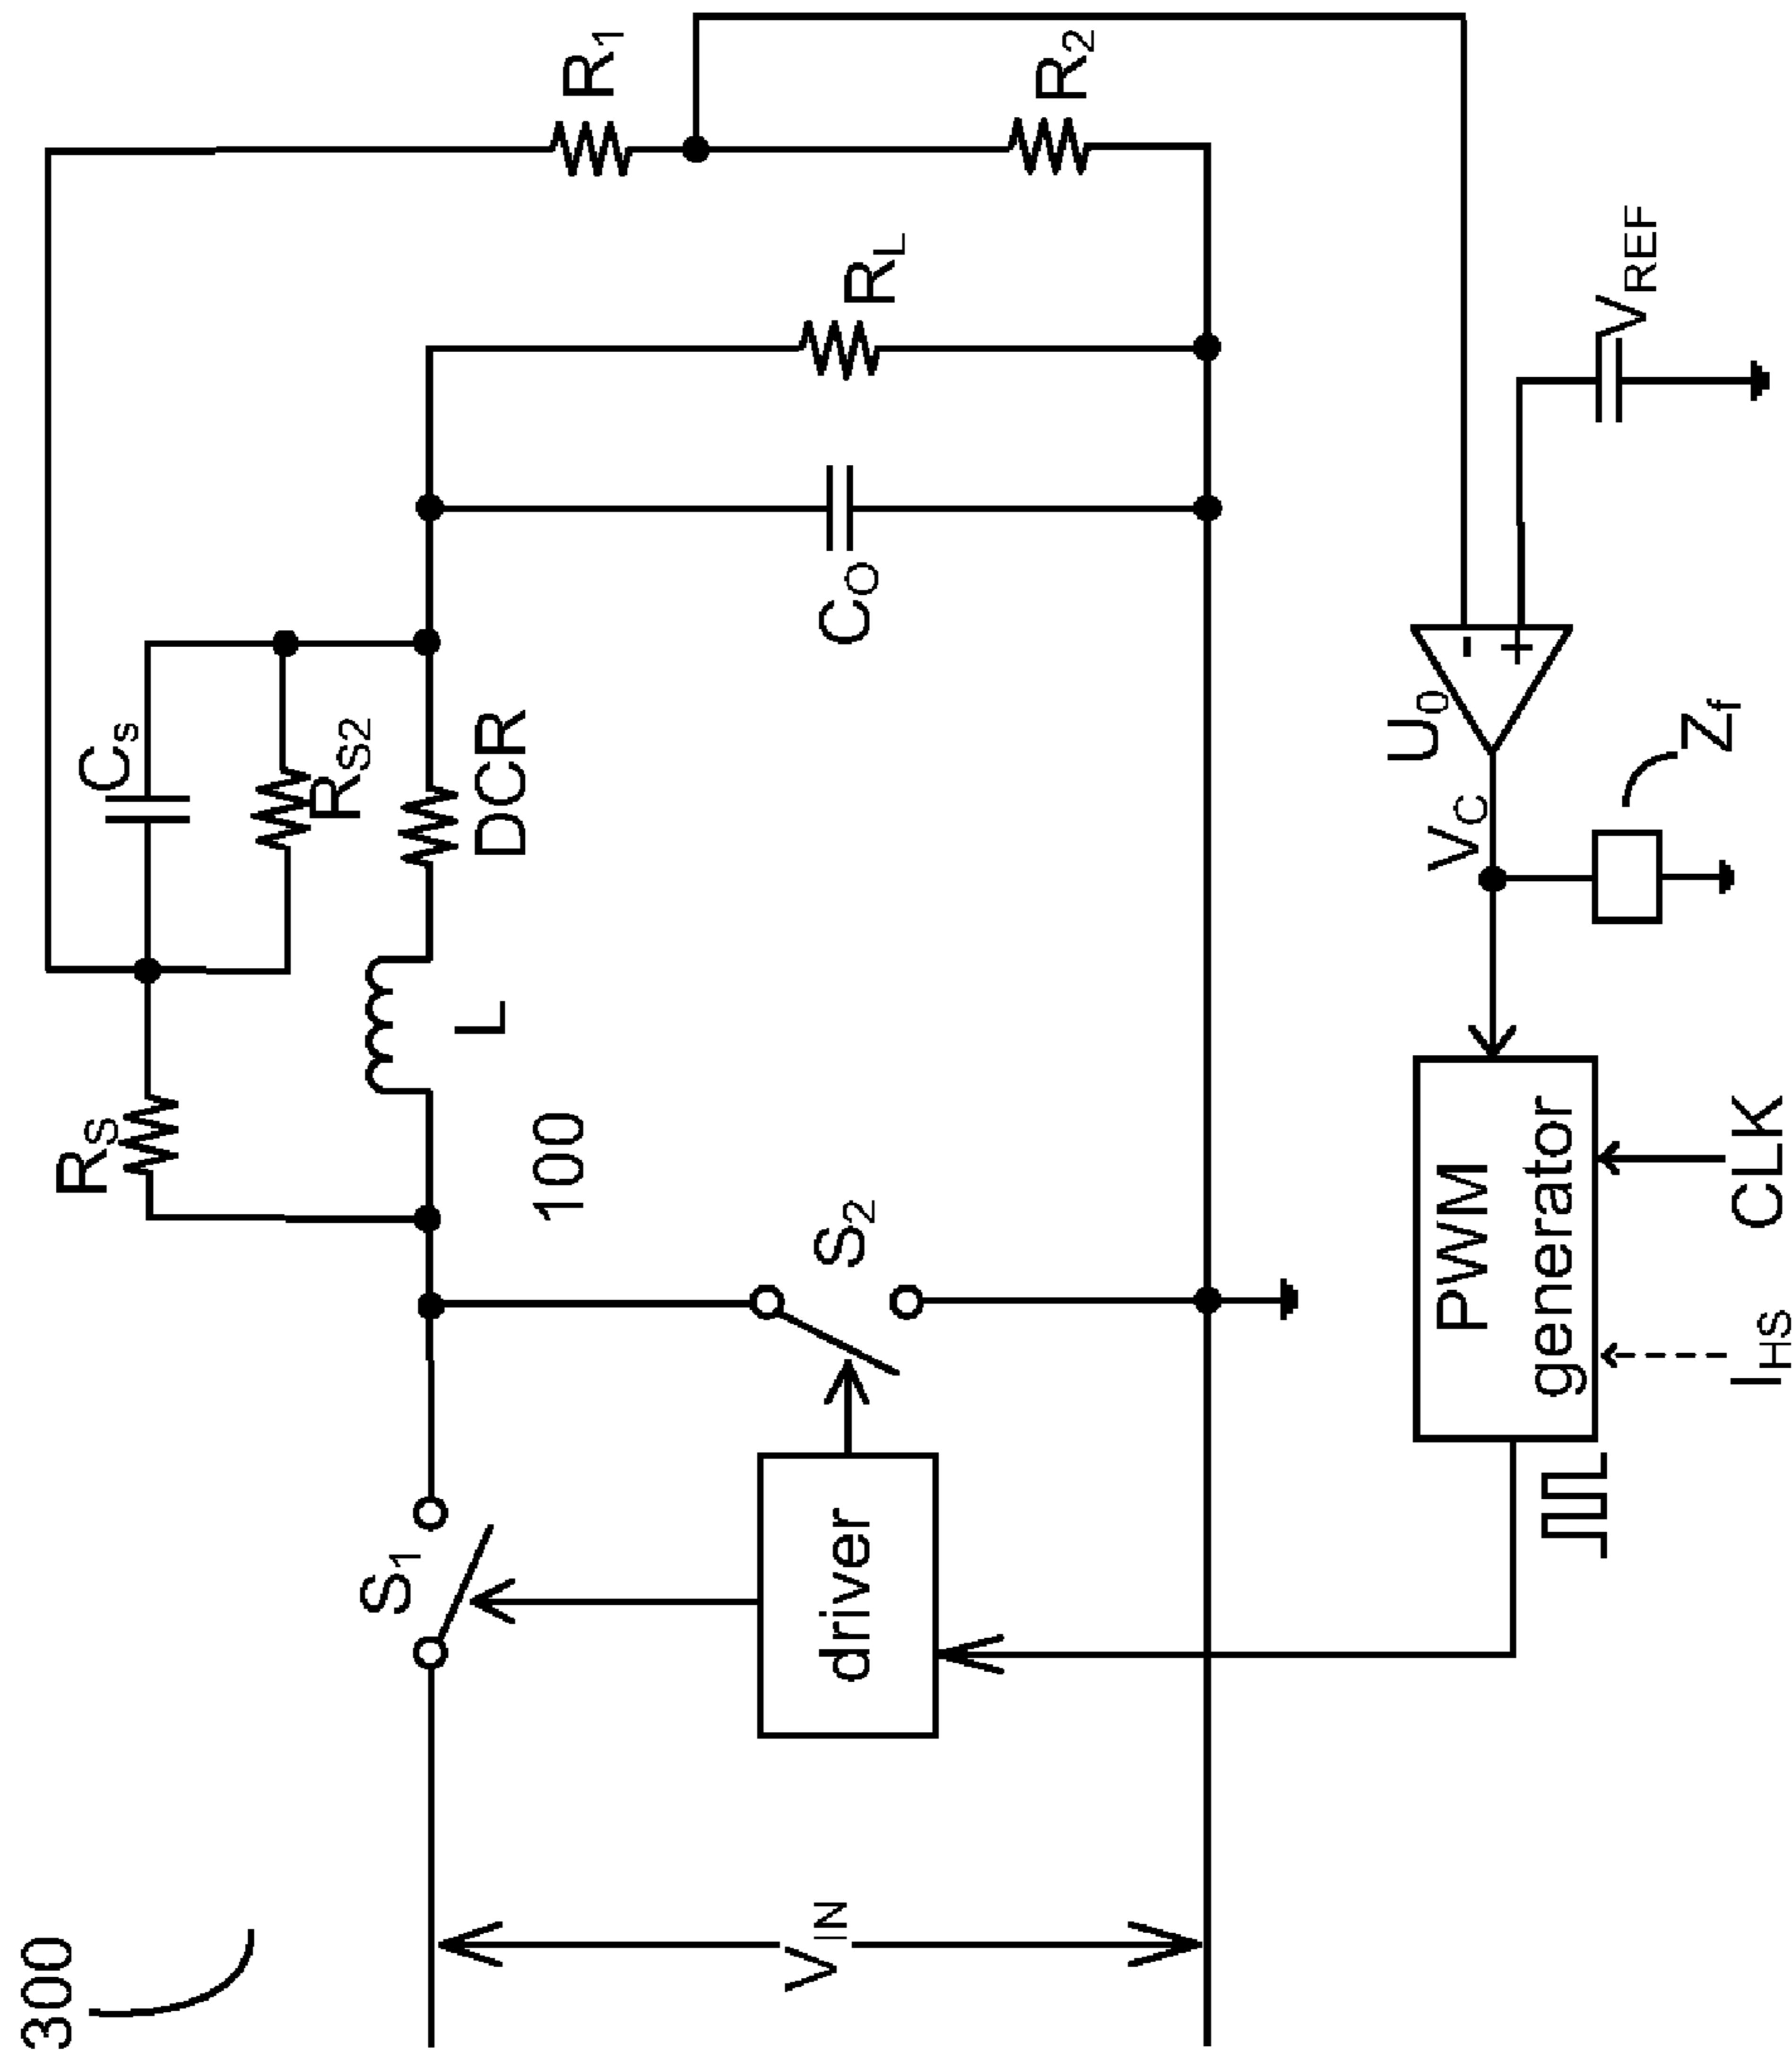 300
VIN
S1
driver
S2
100
RS
Cs
RS2
L
DCR
CO
RL
R1
R2
VREF
U0
VC
Zf
PWM
generator
CLK
IHS
-
+